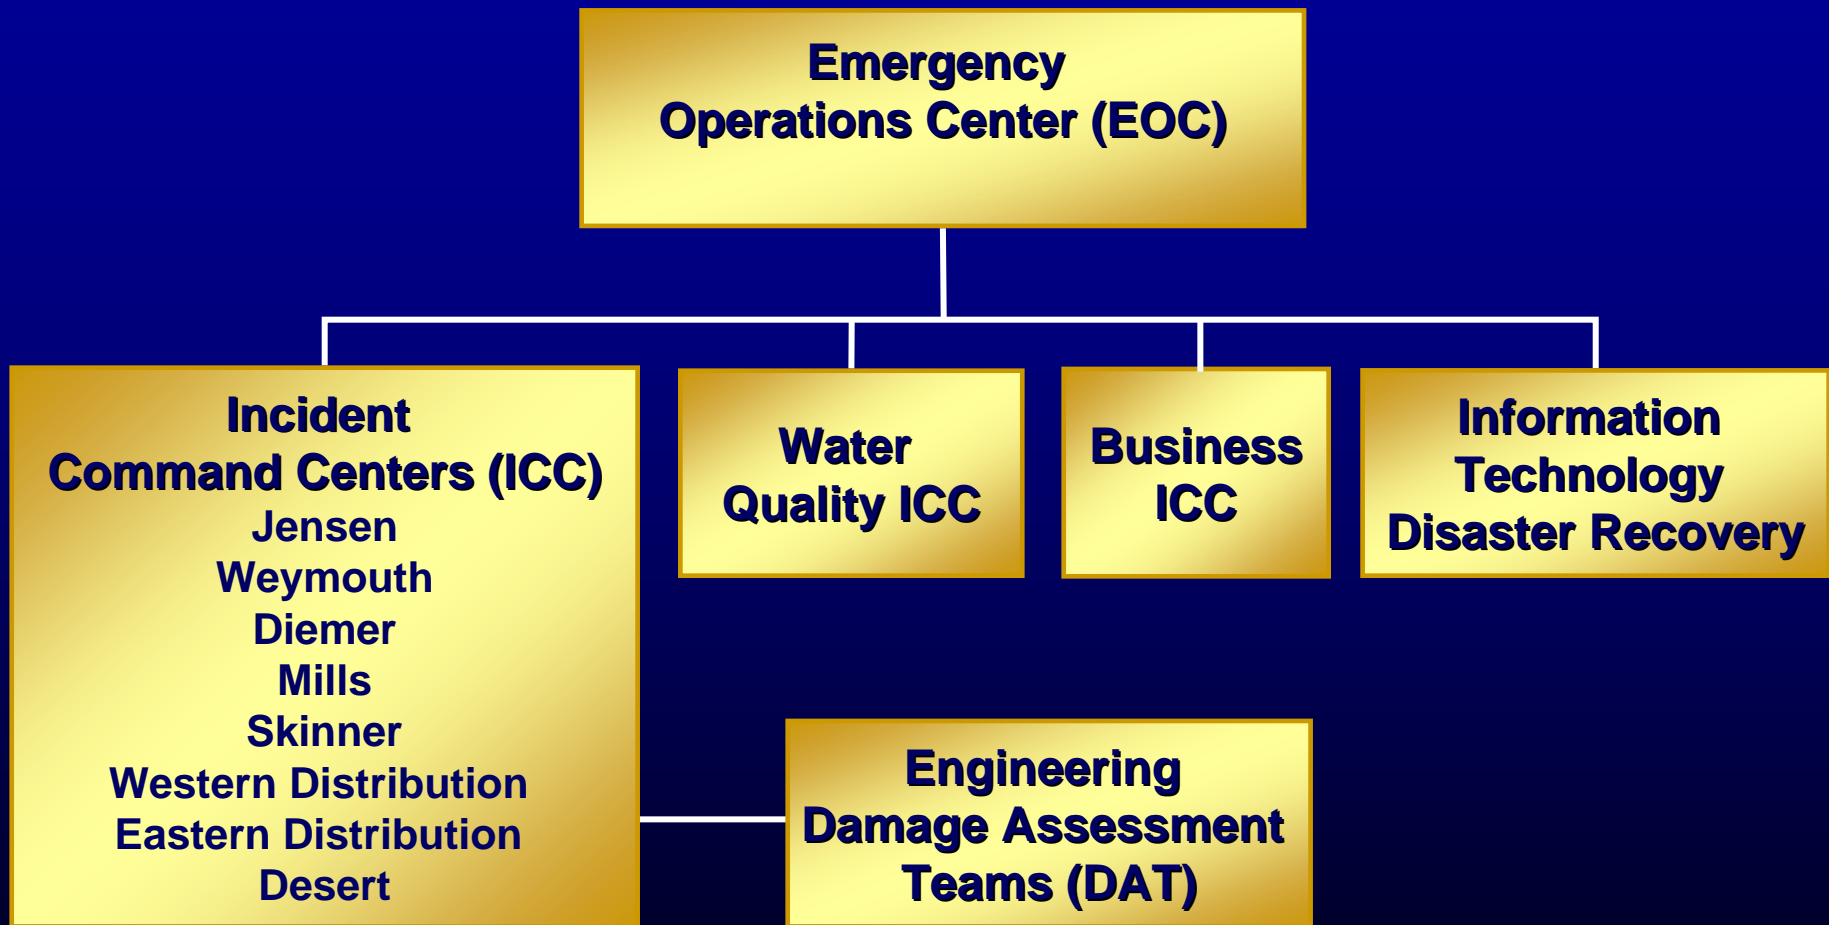 Emergency
Operations Center (EOC)
Incident
Command Centers (ICC)
Jensen
Weymouth
Diemer
Mills
Skinner
Western Distribution
Eastern Distribution
Desert
Water
Quality ICC
Business
ICC
Information
Technology
Disaster Recovery
Engineering
Damage Assessment
Teams (DAT)